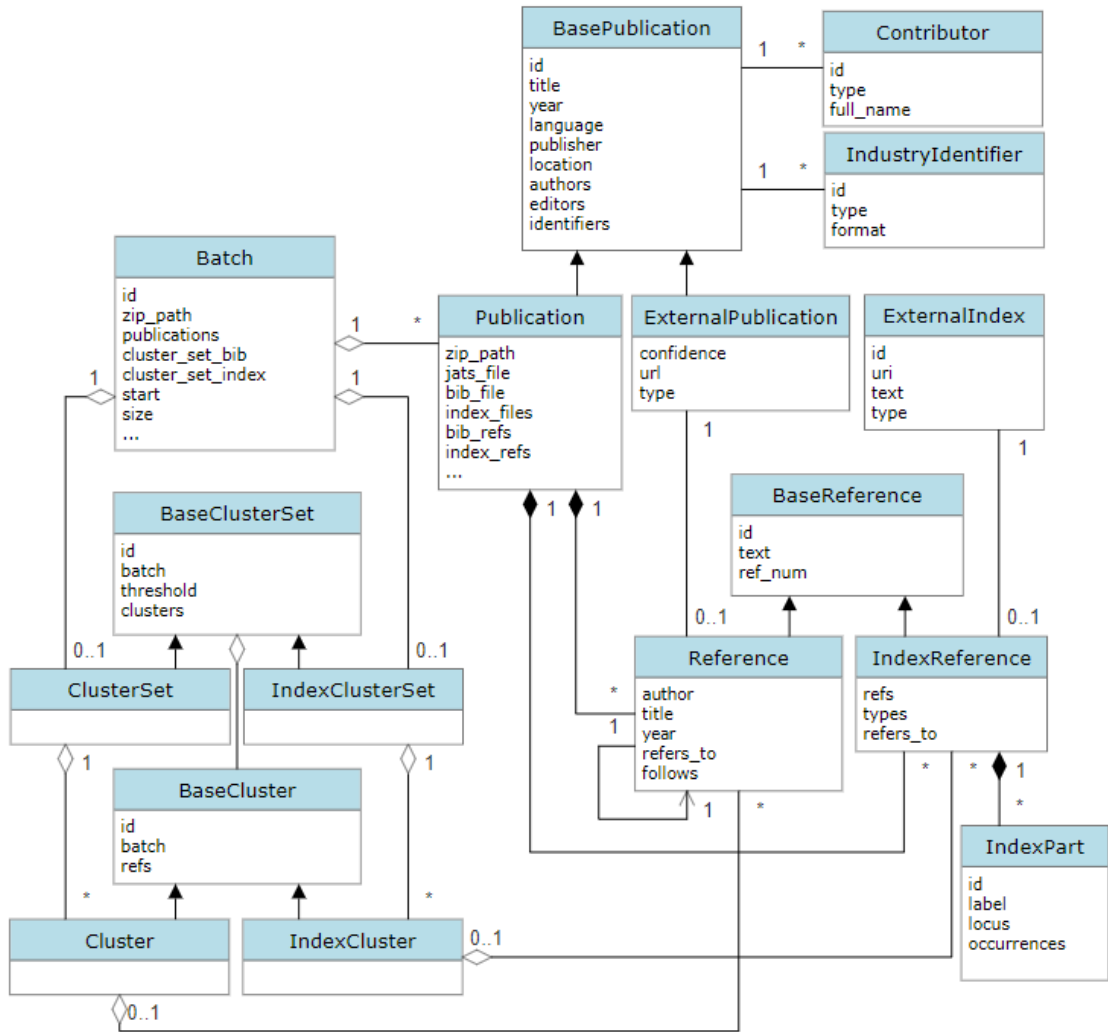 BasePublication
id
title
year
language
publisher
location
authors
editors
identifiers
1
*
Contributor
id
type
full_name
1
*
IndustryIdentifier
id
type
format
Batch
id
zip_path
publications
cluster_set_bib
cluster_set_index
start
size
...
1
*
1
1
Publication
zip_path
jats_file
bib_file
index_files
bib_refs
index_refs
...
ExternalPublication
confidence
url
type
1
ExternalIndex
id
uri
text
type
1
1
1
BaseReference
id
text
ref_num
BaseClusterSet
id
batch
threshold
clusters
0..1
0..1
0..1
0..1
ClusterSet
IndexClusterSet
1
1
Reference
author
title
year
refers_to
follows
*
1
1
*
IndexReference
refs
types
refers_to
*
*
1
*
BaseCluster
id
batch
refs
*
*
IndexPart
id
label
locus
occurrences
Cluster
IndexCluster
0..1
0..1